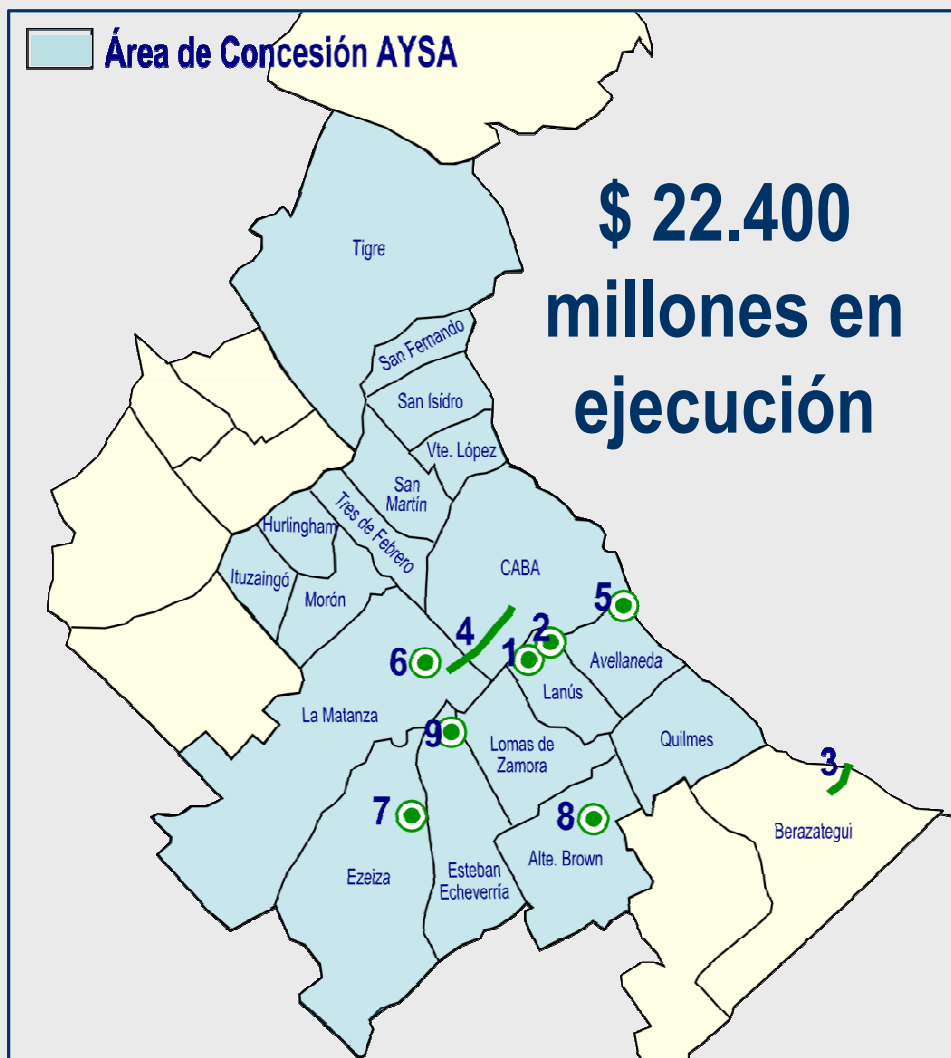 Área de Concesión AYSA
$ 22.400
millones en
ejecución
Tigre
San Fernando
San Isidro
Vte. López
San
Martín
Tres de Febrero
Hurlingham
Ituzaingó
Morón
CABA
5
4
2
1
6
Avellaneda
Lanús
La Matanza
9
Lomas de
Zamora
Quilmes
3
7
8
Berazategui
Ezeiza
Esteban
Echeverría
Alte. Brown